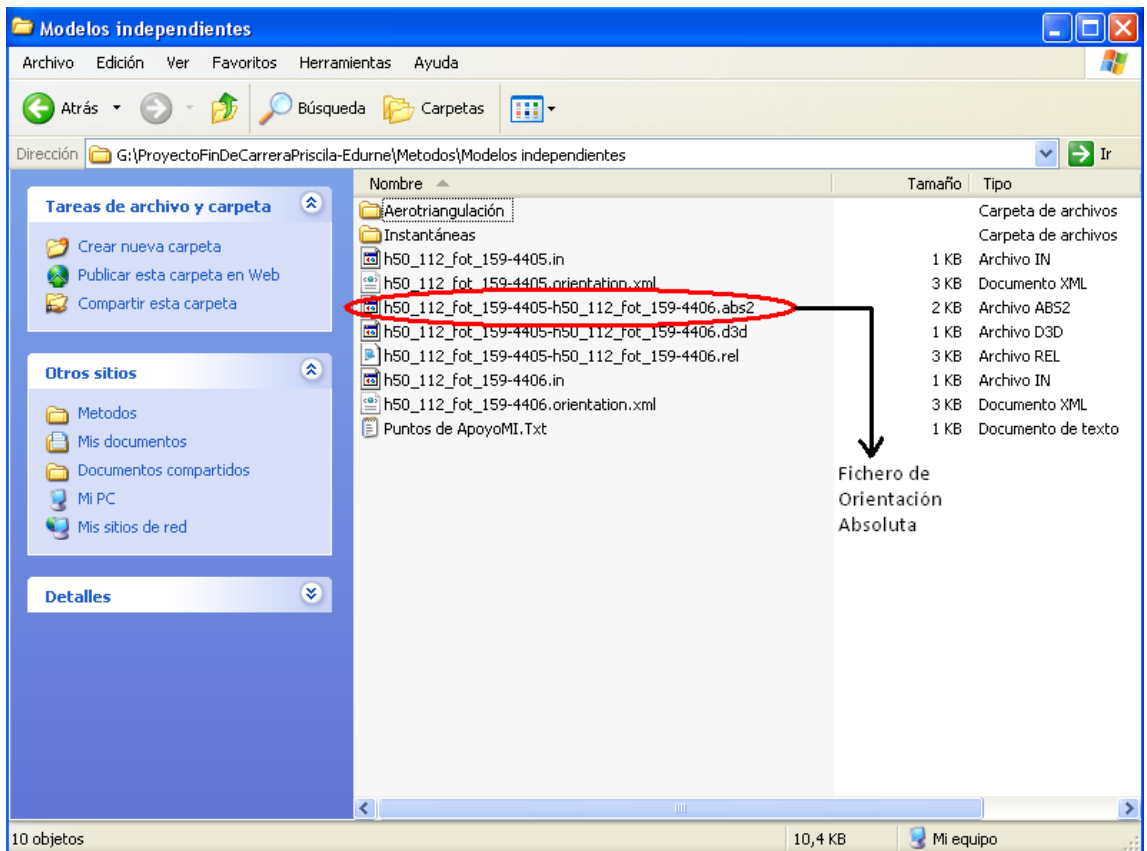 Modelos independientes
Archivo Edición Ver Favoritos Herramientas Ayuda
Atrás Búsqueda Carpetas
Dirección G:\ProyectoFinDeCarreraPriscila-Edurne\Metodos\Modelos independientes Ir
Tareas de archivo y carpeta
Crear nueva carpeta
Publicar esta carpeta en Web
Compartir esta carpeta
Otros sitios
Metodos
Mis documentos
Documentos compartidos
Mi PC
Mis sitios de red
Detalles
Nombre Tamaño Tipo
Aerotriangulación Carpeta de archivos
Instantáneas Carpeta de archivos
h50_112_fot_159-4405.in 1 KB Archivo IN
h50_112_fot_159-4405.orientation.xml 3 KB Documento XML
h50_112_fot_159-4405-h50_112_fot_159-4406.abs2 2 KB Archivo ABS2
h50_112_fot_159-4405-h50_112_fot_159-4406.d3d 1 KB Archivo D3D
h50_112_fot_159-4405-h50_112_fot_159-4406.rel 3 KB Archivo REL
h50_112_fot_159-4406.in 1 KB Archivo IN
h50_112_fot_159-4406.orientation.xml 3 KB Documento XML
Puntos de ApoyoMI.Txt 1 KB Documento de texto
Fichero de
Orientación
Absoluta
10 objetos 10,4 KB Mi equipo